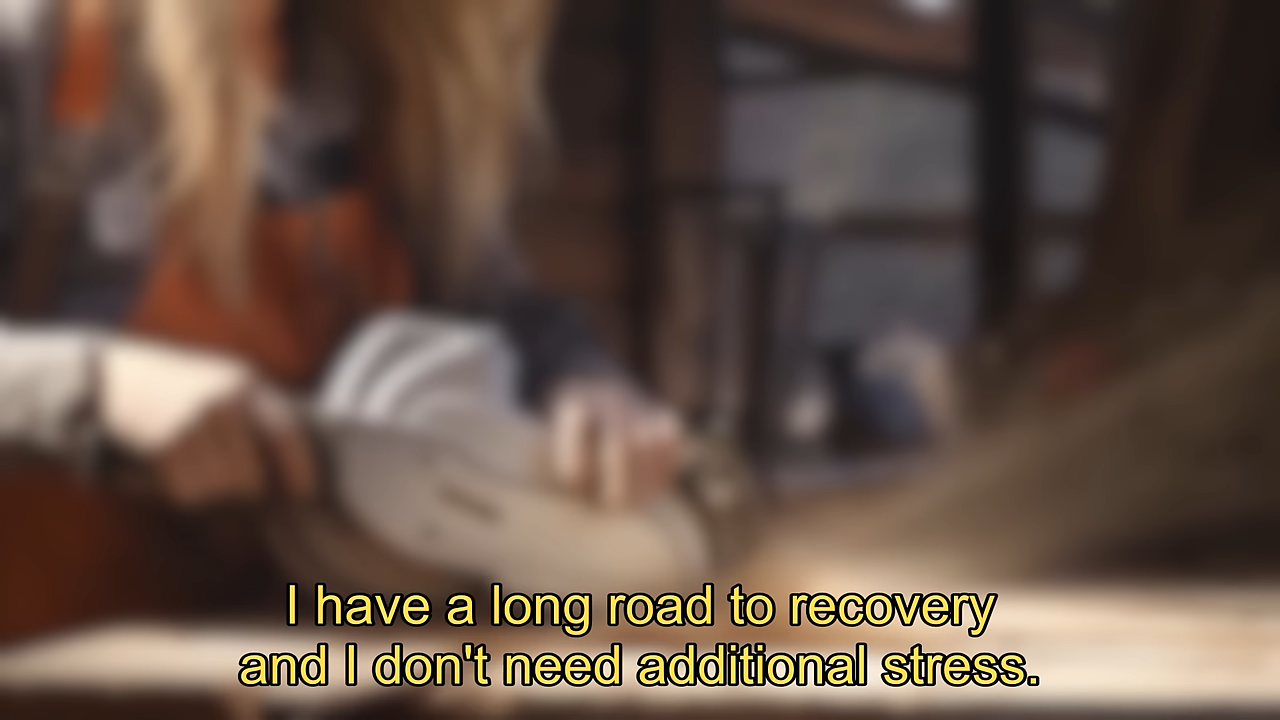 I have a long road to recovery
and I don't need additional stress.